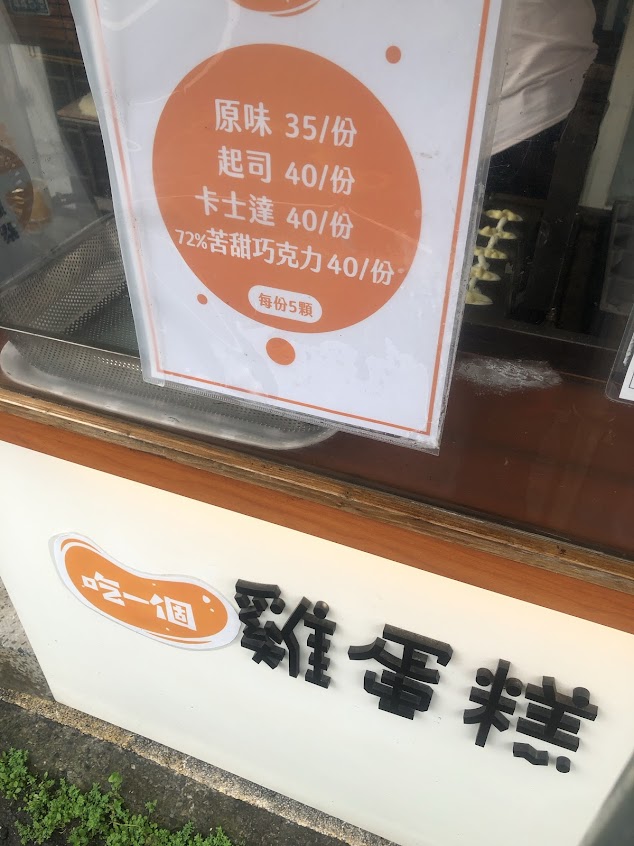 原味 35/份
起司 40/份
卡士達 40/份
72%苦甜巧克力 40/份
每份5顆
吃一個
雞蛋糕